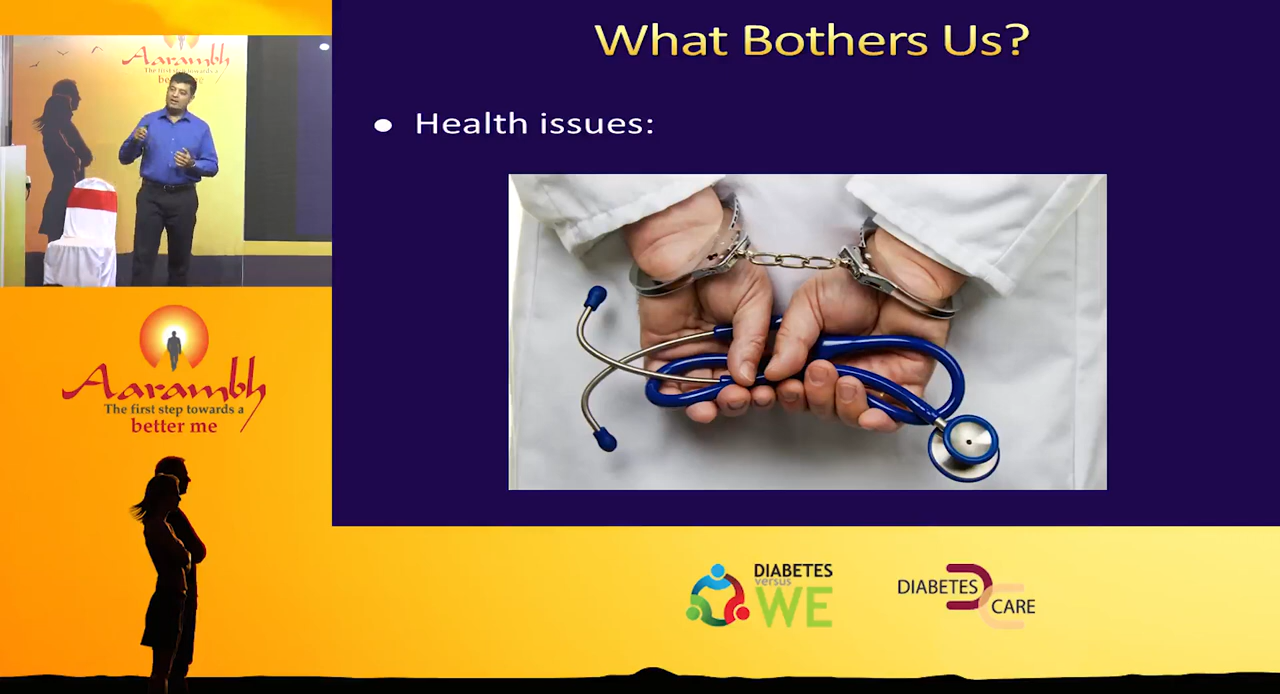 Aarambh
The first step towards a
better me
What Bothers Us?
Health issues:
Aarambh
The first step towards a
better me
DIABETES
versus
WE
DIABETES
CARE